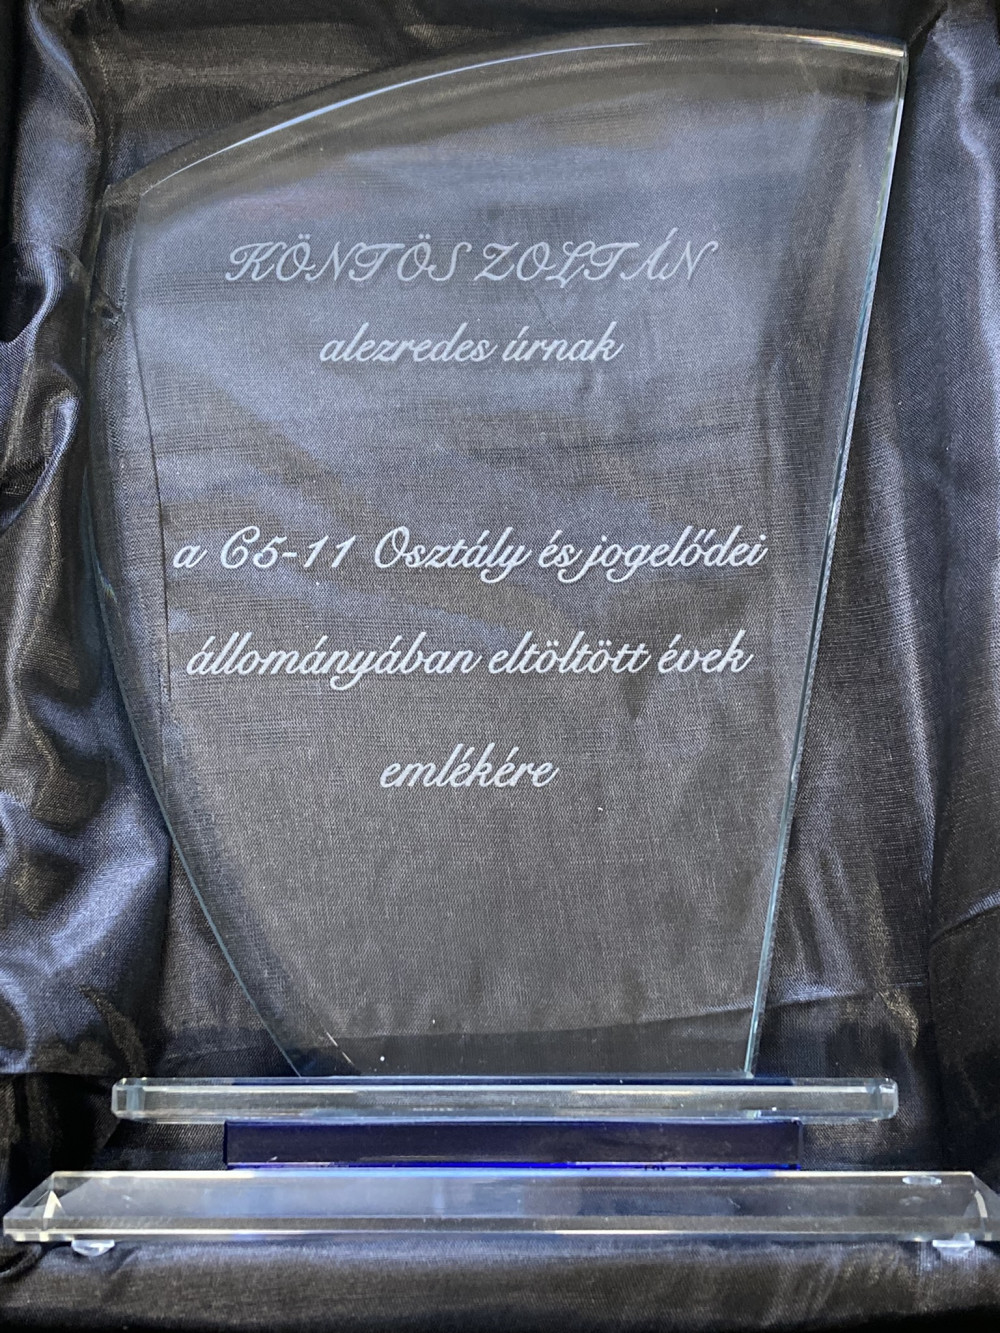 KÖNTÖS ZOLTÁN
alezredes úrnak
a C5-11 Osztály és jogelődei
állományában eltöltött évek
emlékére